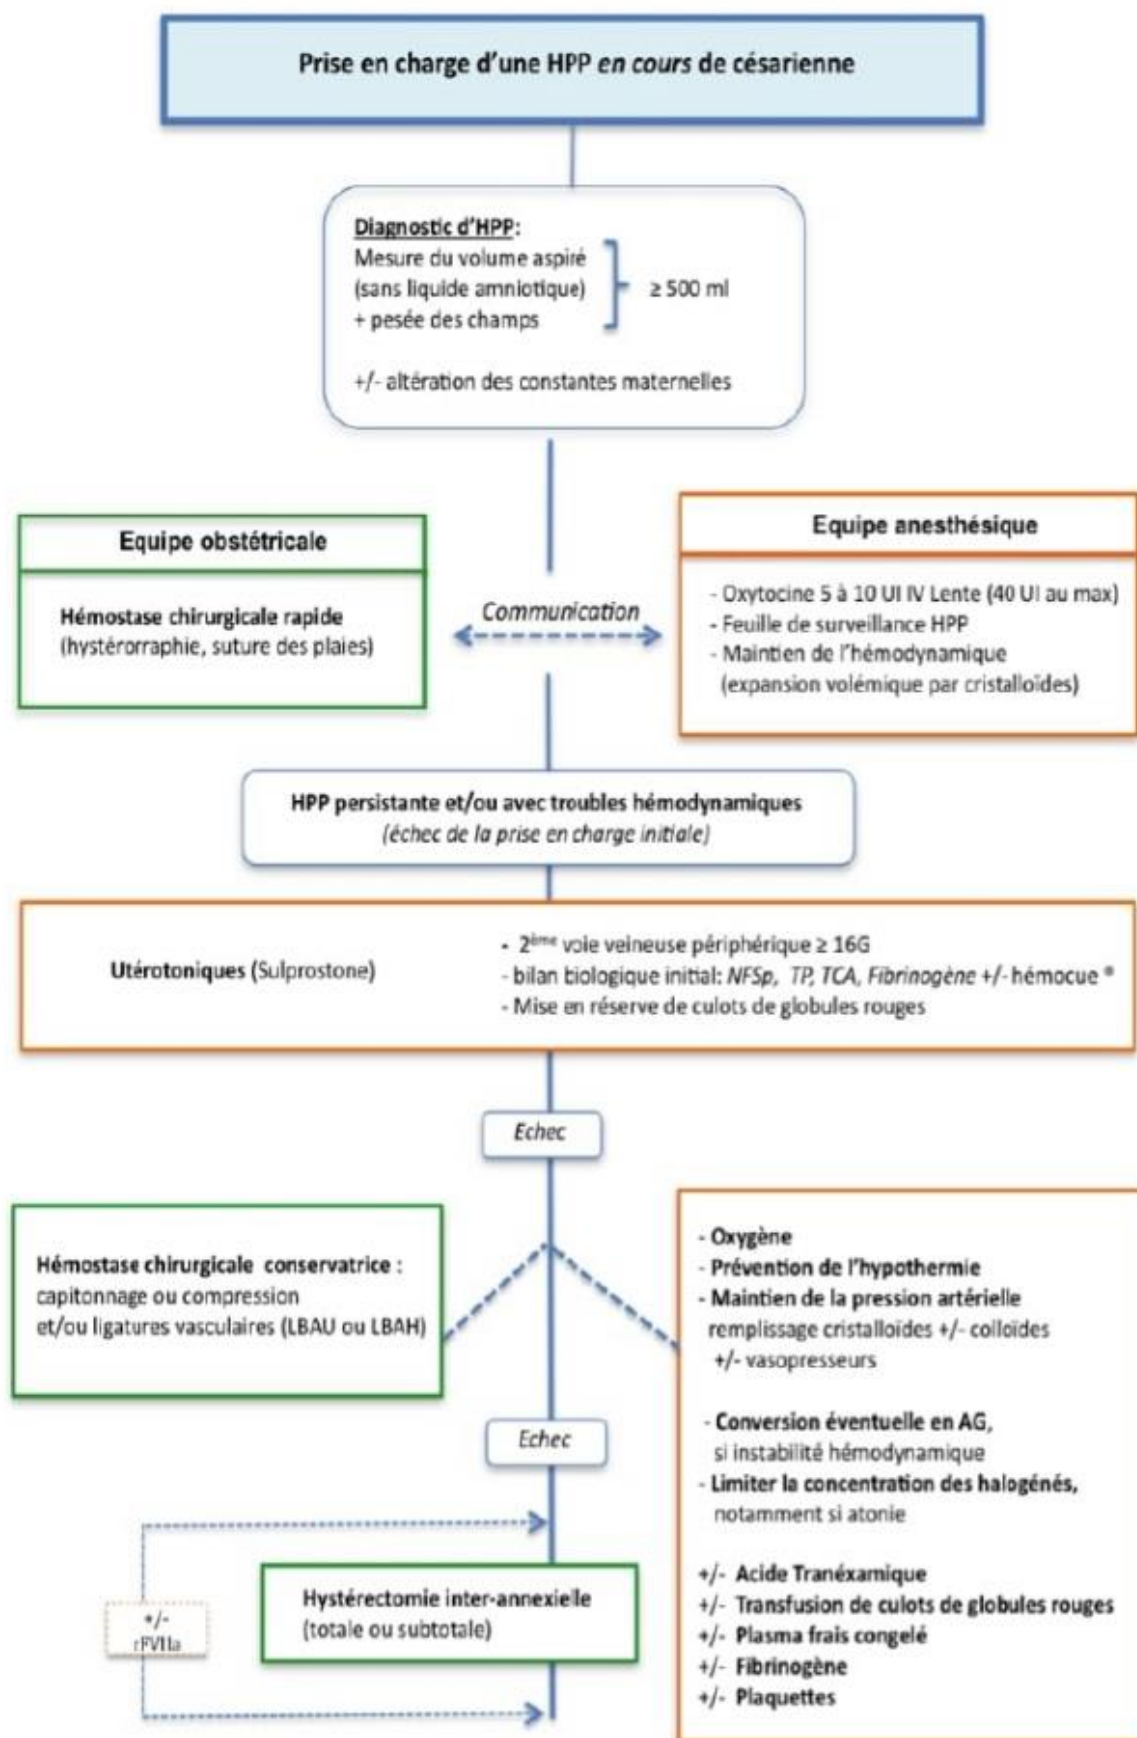 Prise en charge d'une HPP en cours de césarienne
Diagnostic d'HPP:
Mesure du volume aspiré
(sans liquide amniotique)
+ pesée des champs
≥ 500 ml
+/- altération des constantes maternelles
Equipe obstétricale
Hémostase chirurgicale rapide
(hystérorraphie, suture des plaies)
Communication
Equipe anesthésique
- Oxytocine 5 à 10 UI IV Lente (40 UI au max)
- Feuille de surveillance HPP
- Maintien de l'hémodynamique
(expansion volémique par cristalloïdes)
HPP persistante et/ou avec troubles hémodynamiques
(échec de la prise en charge initiale)
Utérotoniques (Sulprostone)
- 2ème voie veineuse périphérique ≥ 16G
- bilan biologique initial: NFSp, TP, TCA, Fibrinogène +/- hémocue ®
- Mise en réserve de culots de globules rouges
Echec
Hémostase chirurgicale conservatrice :
capitonnage ou compression
et/ou ligatures vasculaires (LBAU ou LBAH)
- Oxygène
- Prévention de l'hypothermie
- Maintien de la pression artérielle
remplissage cristalloïdes +/- colloïdes
+/- vasopresseurs
- Conversion éventuelle en AG,
si instabilité hémodynamique
- Limiter la concentration des halogénés,
notamment si atonie
+/- Acide Tranéxamique
+/- Transfusion de culots de globules rouges
+/- Plasma frais congelé
+/- Fibrinogène
+/- Plaquettes
Echec
Hystérectomie inter-annexielle
(totale ou subtotale)
+/-
rFVIIa